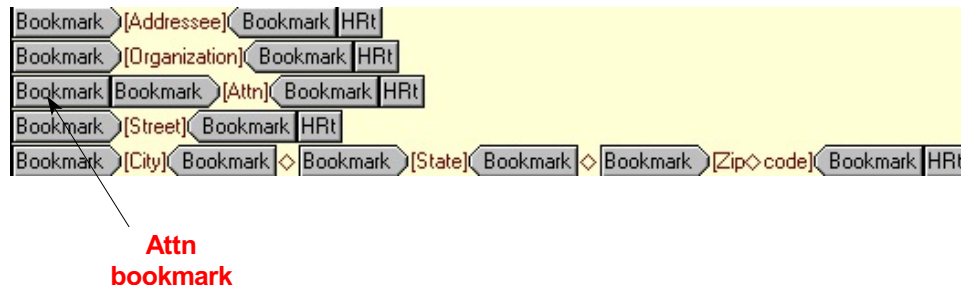 Bookmark [Addressee] Bookmark HRt
Bookmark [Organization] Bookmark HRt
Bookmark Bookmark [Attn] Bookmark HRt
Bookmark [Street] Bookmark HRt
Bookmark [City] Bookmark ◇ Bookmark [State] Bookmark ◇ Bookmark [Zip◇code] Bookmark HRt
Attn
bookmark